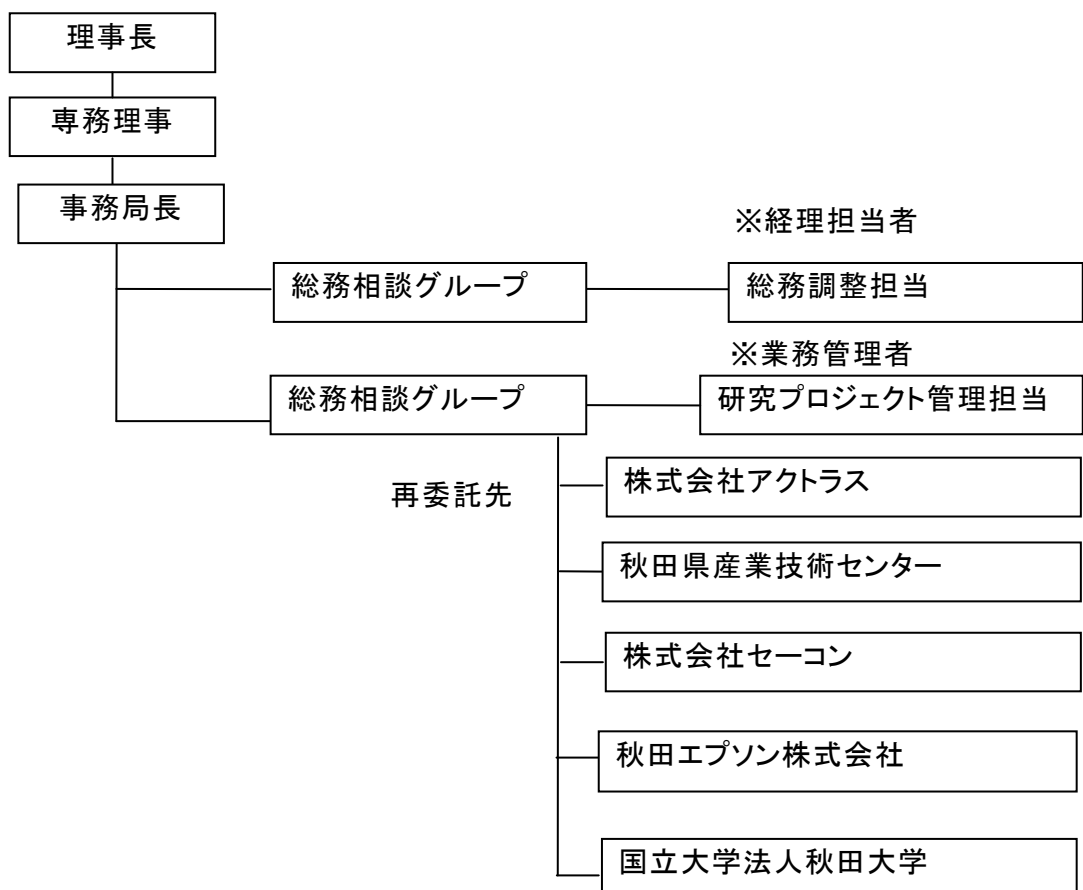 理事長
専務理事
事務局長
※経理担当者
総務相談グループ
総務調整担当
※業務管理者
総務相談グループ
研究プロジェクト管理担当
再委託先
株式会社アクトラス
秋田県産業技術センター
株式会社セーコン
秋田エプソン株式会社
国立大学法人秋田大学